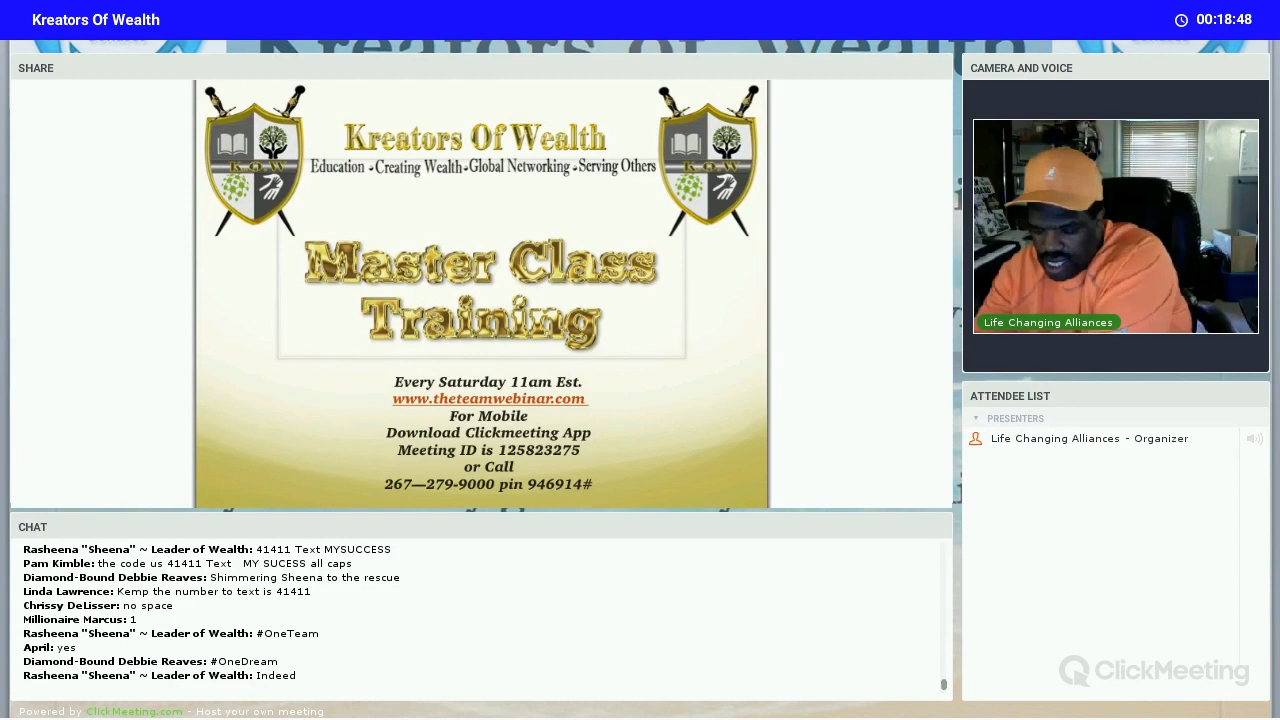 Kreators Of Wealth
00:18:48
Kreators of Wealth
SHARE
Kreators Of Wealth
Education - Creating Wealth - Global Networking - Serving Others
K.O.W
K.O.W
Master Class
Training
Every Saturday 11am Est.
www.theteamwebinar.com
For Mobile
Download Clickmeeting App
Meeting ID is 125823275
or Call
267—279-9000 pin 946914#
CAMERA AND VOICE
Life Changing Alliances
ATTENDEE LIST
PRESENTERS
Life Changing Alliances - Organizer
ClickMeeting
CHAT
Rasheena "Sheena" ~ Leader of Wealth: 41411 Text MYSUCCESS
Pam Kimble: the code us 41411 Text MY SUCESS all caps
Diamond-Bound Debbie Reaves: Shimmering Sheena to the rescue
Linda Lawrence: Kemp the number to text is 41411
Chrissy DeLisser: no space
Millionaire Marcus: 1
Rasheena "Sheena" ~ Leader of Wealth: #OneTeam
April: yes
Diamond-Bound Debbie Reaves: #OneDream
Rasheena "Sheena" ~ Leader of Wealth: Indeed
Powered by ClickMeeting.com - Host your own meeting